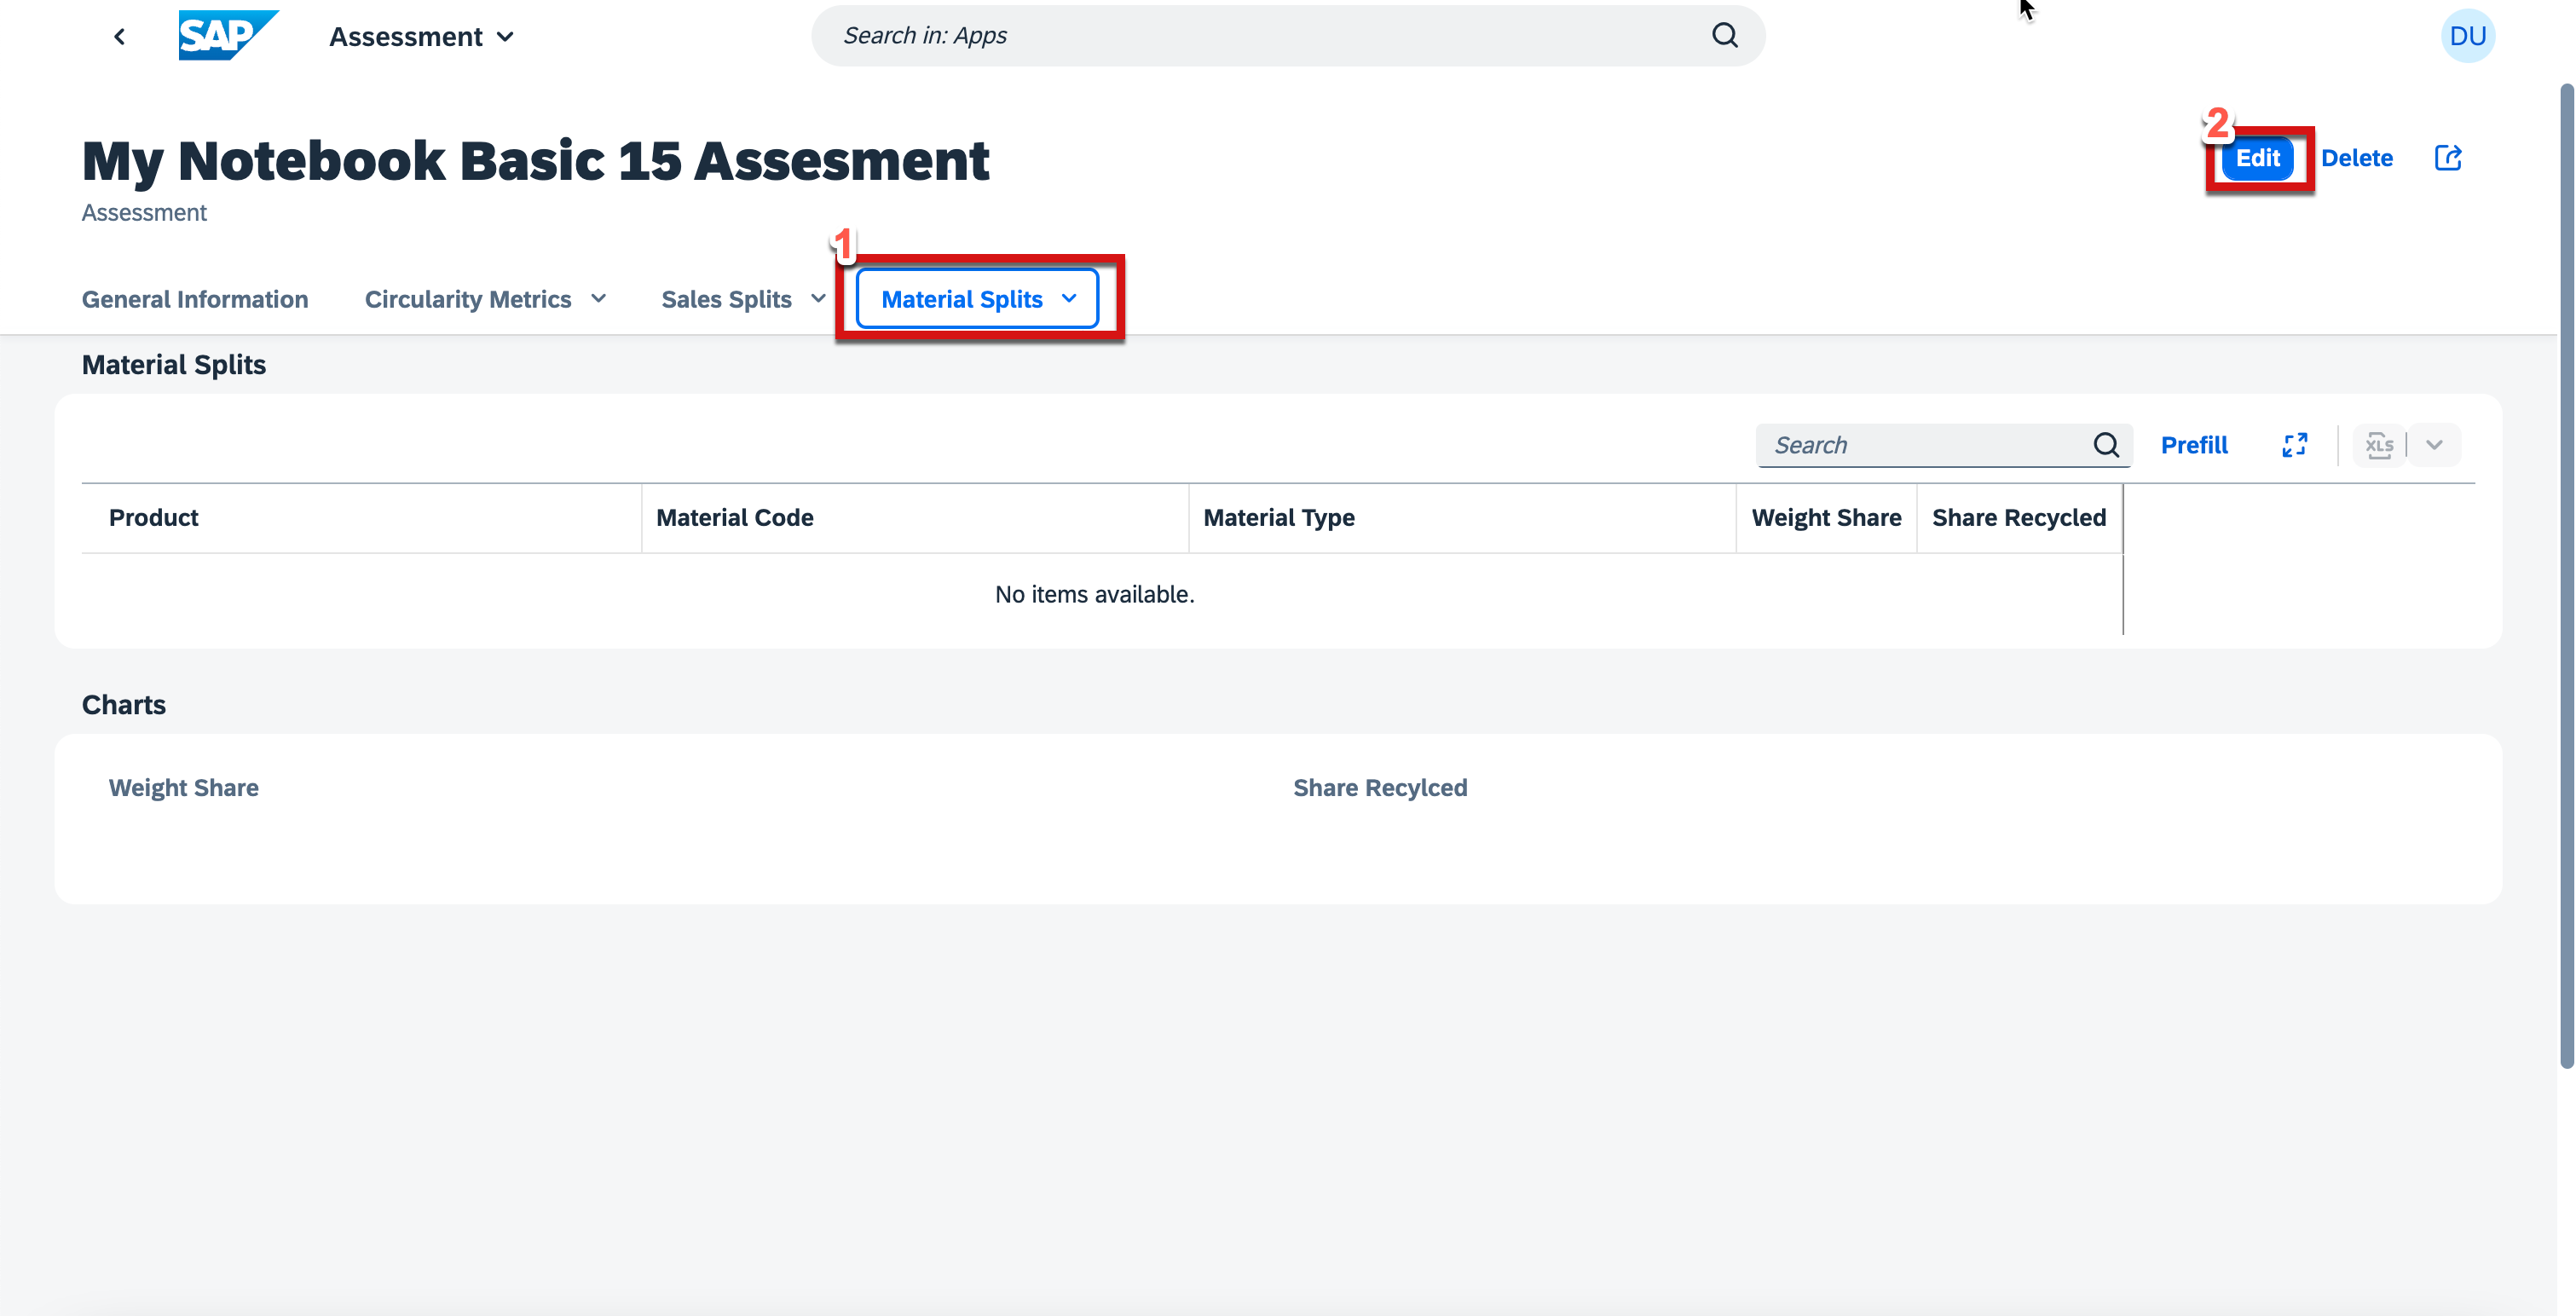 SAP Assessment Search in: Apps DU
2
My Notebook Basic 15 Assesment Edit Delete
Assessment
1
General Information Circularity Metrics Sales Splits Material Splits
Material Splits
Search Prefill XLS
Product Material Code Material Type Weight Share Share Recycled
No items available.
Charts
Weight Share Share Recylced